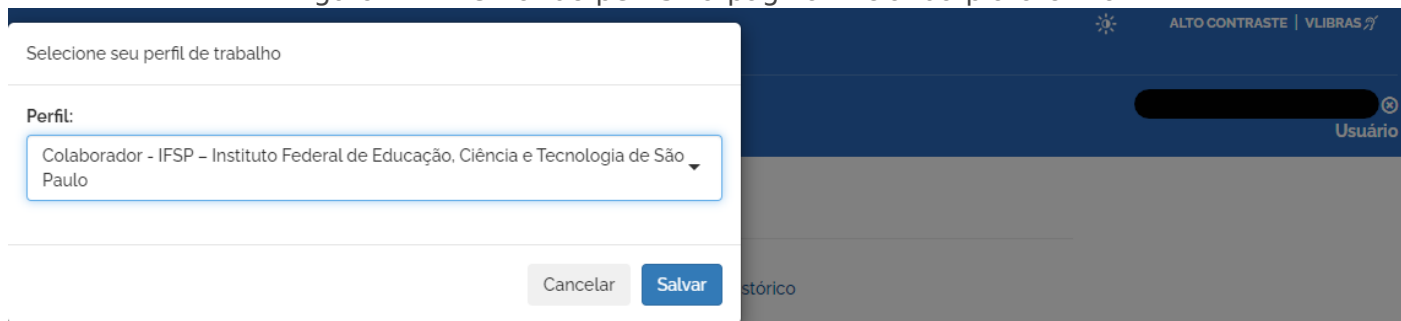 Selecione seu perfil de trabalho
ALTO CONTRASTE | VLIBRAS
Perfil:
Usuário
Colaborador - IFSP – Instituto Federal de Educação, Ciência e Tecnologia de São
Paulo
Cancelar
Salvar
stórico